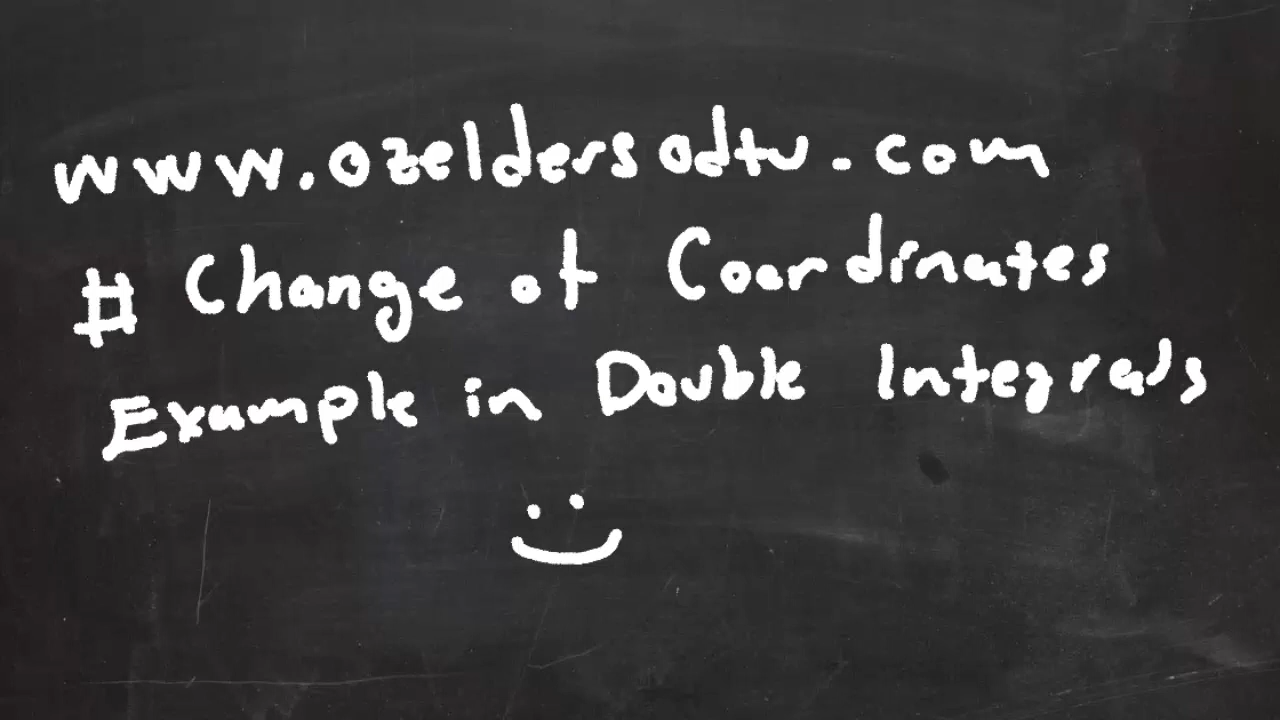 www.ozeldersodtu.com
# Change of Coordinates
Example in Double Integrals